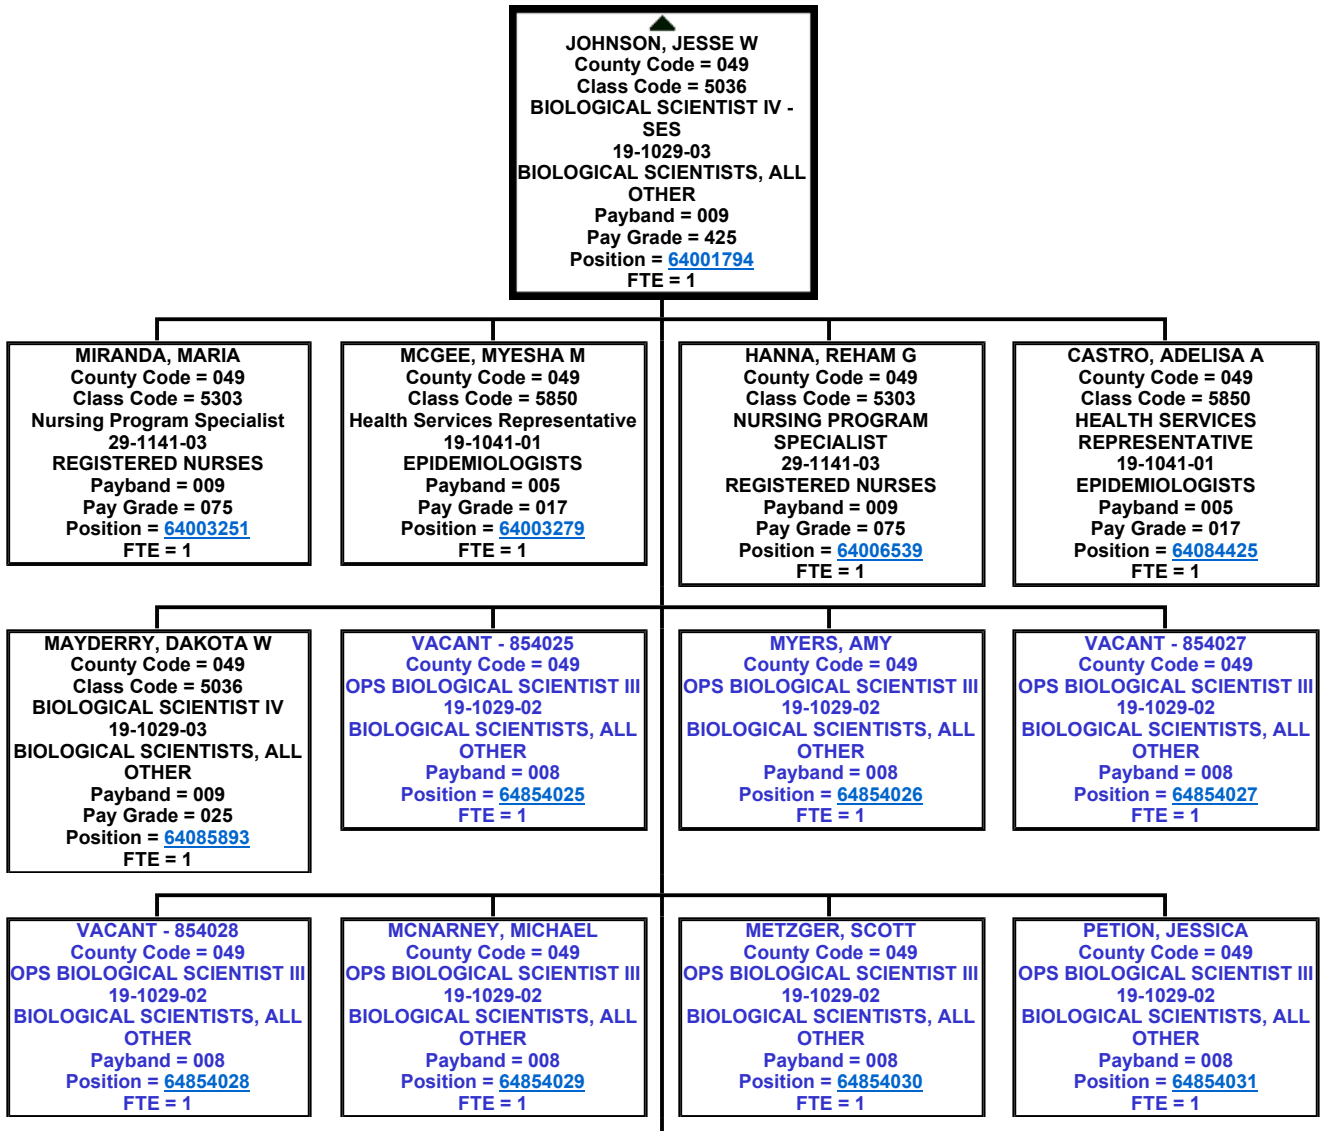 JOHNSON, JESSE W
County Code = 049
Class Code = 5036
BIOLOGICAL SCIENTIST IV -
SES
19-1029-03
BIOLOGICAL SCIENTISTS, ALL
OTHER
Payband = 009
Pay Grade = 425
Position = 64001794
FTE = 1
MIRANDA, MARIA
County Code = 049
Class Code = 5303
Nursing Program Specialist
29-1141-03
REGISTERED NURSES
Payband = 009
Pay Grade = 075
Position = 64003251
FTE = 1
MCGEE, MYESHA M
County Code = 049
Class Code = 5850
Health Services Representative
19-1041-01
EPIDEMIOLOGISTS
Payband = 005
Pay Grade = 017
Position = 64003279
FTE = 1
HANNA, REHAM G
County Code = 049
Class Code = 5303
NURSING PROGRAM
SPECIALIST
29-1141-03
REGISTERED NURSES
Payband = 009
Pay Grade = 075
Position = 64006539
FTE = 1
CASTRO, ADELISA A
County Code = 049
Class Code = 5850
HEALTH SERVICES
REPRESENTATIVE
19-1041-01
EPIDEMIOLOGISTS
Payband = 005
Pay Grade = 017
Position = 64084425
FTE = 1
MAYDERRY, DAKOTA W
County Code = 049
Class Code = 5036
BIOLOGICAL SCIENTIST IV
19-1029-03
BIOLOGICAL SCIENTISTS, ALL
OTHER
Payband = 009
Pay Grade = 025
Position = 64085893
FTE = 1
VACANT - 854025
County Code = 049
OPS BIOLOGICAL SCIENTIST III
19-1029-02
BIOLOGICAL SCIENTISTS, ALL
OTHER
Payband = 008
Position = 64854025
FTE = 1
MYERS, AMY
County Code = 049
OPS BIOLOGICAL SCIENTIST III
19-1029-02
BIOLOGICAL SCIENTISTS, ALL
OTHER
Payband = 008
Position = 64854026
FTE = 1
VACANT - 854027
County Code = 049
OPS BIOLOGICAL SCIENTIST III
19-1029-02
BIOLOGICAL SCIENTISTS, ALL
OTHER
Payband = 008
Position = 64854027
FTE = 1
VACANT - 854028
County Code = 049
OPS BIOLOGICAL SCIENTIST III
19-1029-02
BIOLOGICAL SCIENTISTS, ALL
OTHER
Payband = 008
Position = 64854028
FTE = 1
MCNARNEY, MICHAEL
County Code = 049
OPS BIOLOGICAL SCIENTIST III
19-1029-02
BIOLOGICAL SCIENTISTS, ALL
OTHER
Payband = 008
Position = 64854029
FTE = 1
METZGER, SCOTT
County Code = 049
OPS BIOLOGICAL SCIENTIST III
19-1029-02
BIOLOGICAL SCIENTISTS, ALL
OTHER
Payband = 008
Position = 64854030
FTE = 1
PETION, JESSICA
County Code = 049
OPS BIOLOGICAL SCIENTIST III
19-1029-02
BIOLOGICAL SCIENTISTS, ALL
OTHER
Payband = 008
Position = 64854031
FTE = 1